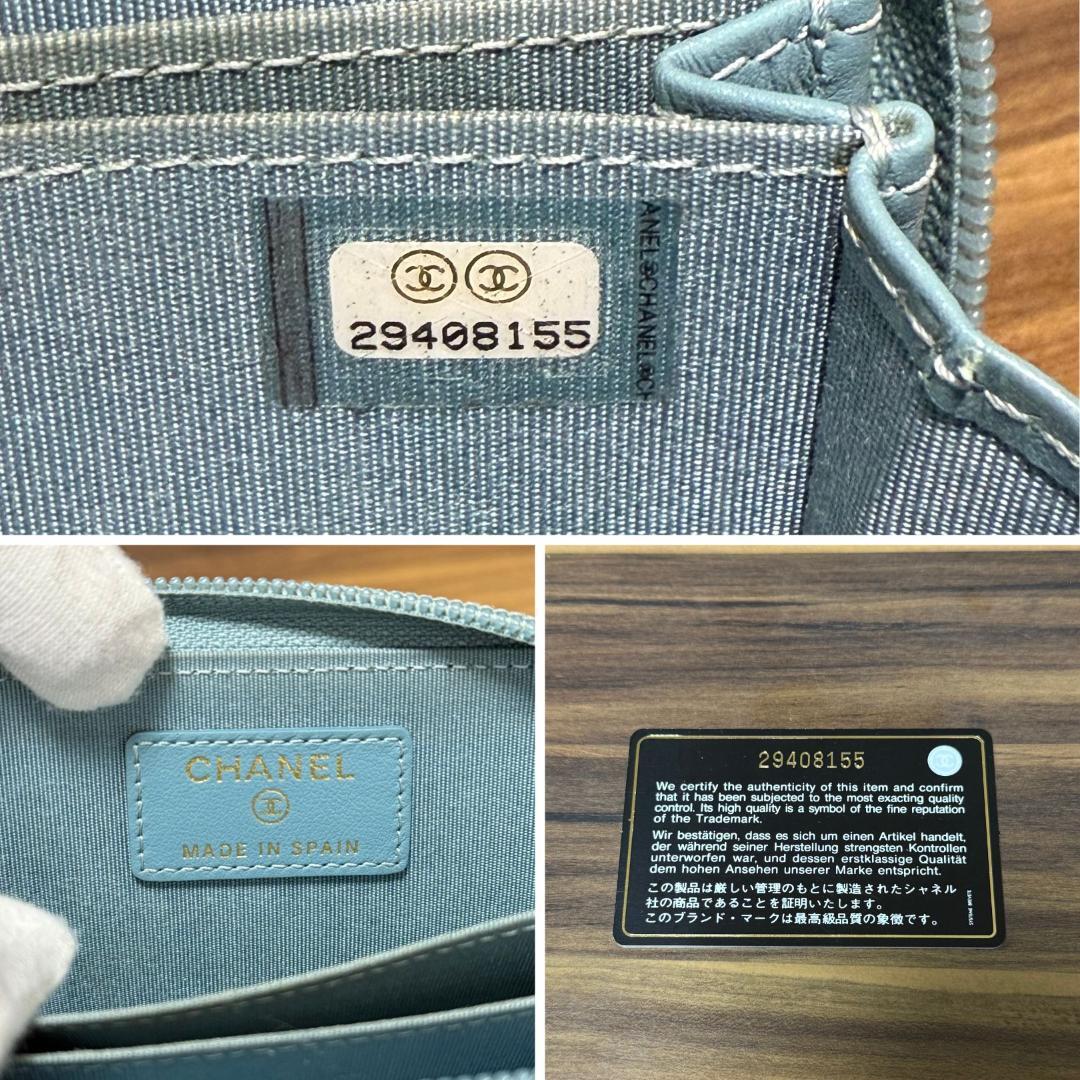 29408155
ANEL®CHANEL®CH
CHANEL
MADE IN SPAIN
29408155
We certify the authenticity of this item and confirm
that it has been subjected to the most exacting quality
control. Its high quality is a symbol of the fine reputation
of the Trademark.
Wir bestätigen, dass es sich um einen Artikel handelt,
der während seiner Herstellung strengsten Kontrollen
unterworfen war, und dessen erstklassige Qualität
dem hohen Ansehen unserer Marke entspricht.
この製品は厳しい管理のもとに製造されたシャネル
社の商品であることを証明いたします。
このブランド・マークは最高級品質の象徴です。